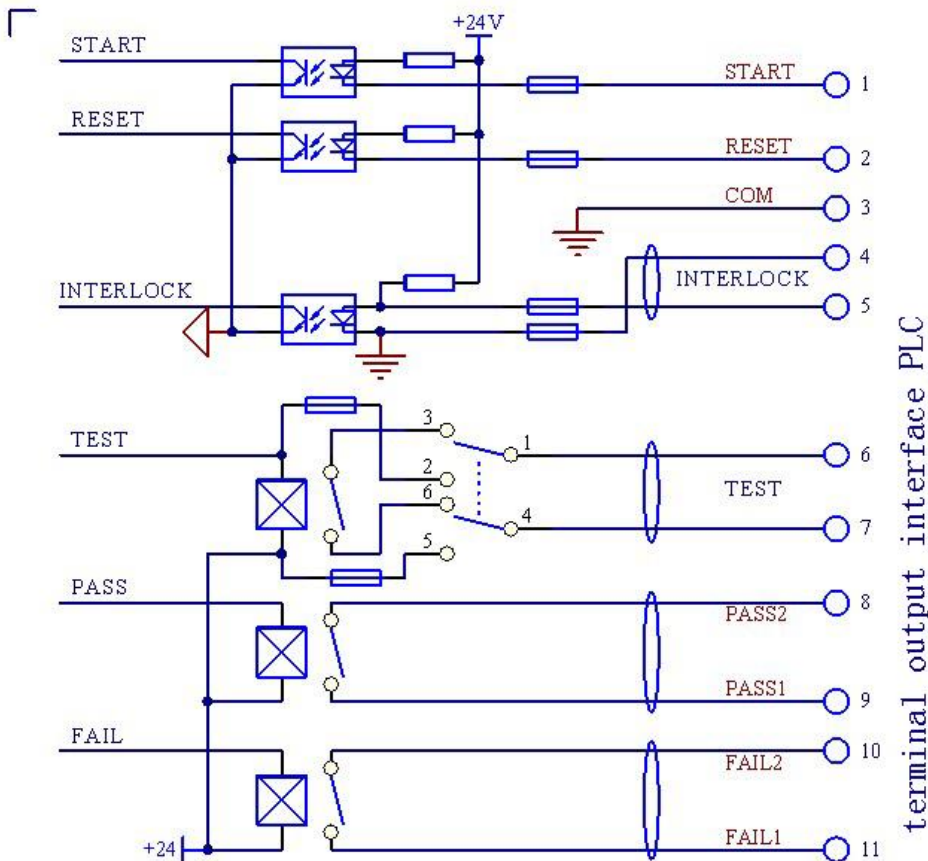 +24V
START
START 1
RESET
RESET 2
COM 3
4
INTERLOCK
INTERLOCK
5
3
TEST
1
6
2
6
TEST
4
7
5
PASS
PASS2
8
PASS1
9
FAIL
10
FAIL2
+24
FAIL1
11
terminal output interface PLC